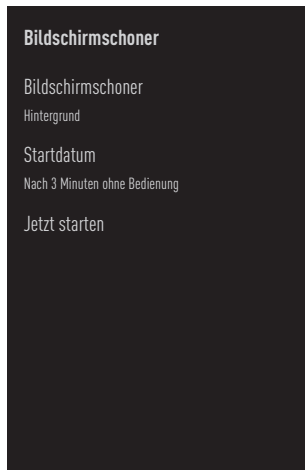 Bildschirmschoner
Bildschirmschoner
Hintergrund
Startdatum
Nach 3 Minuten ohne Bedienung
Jetzt starten